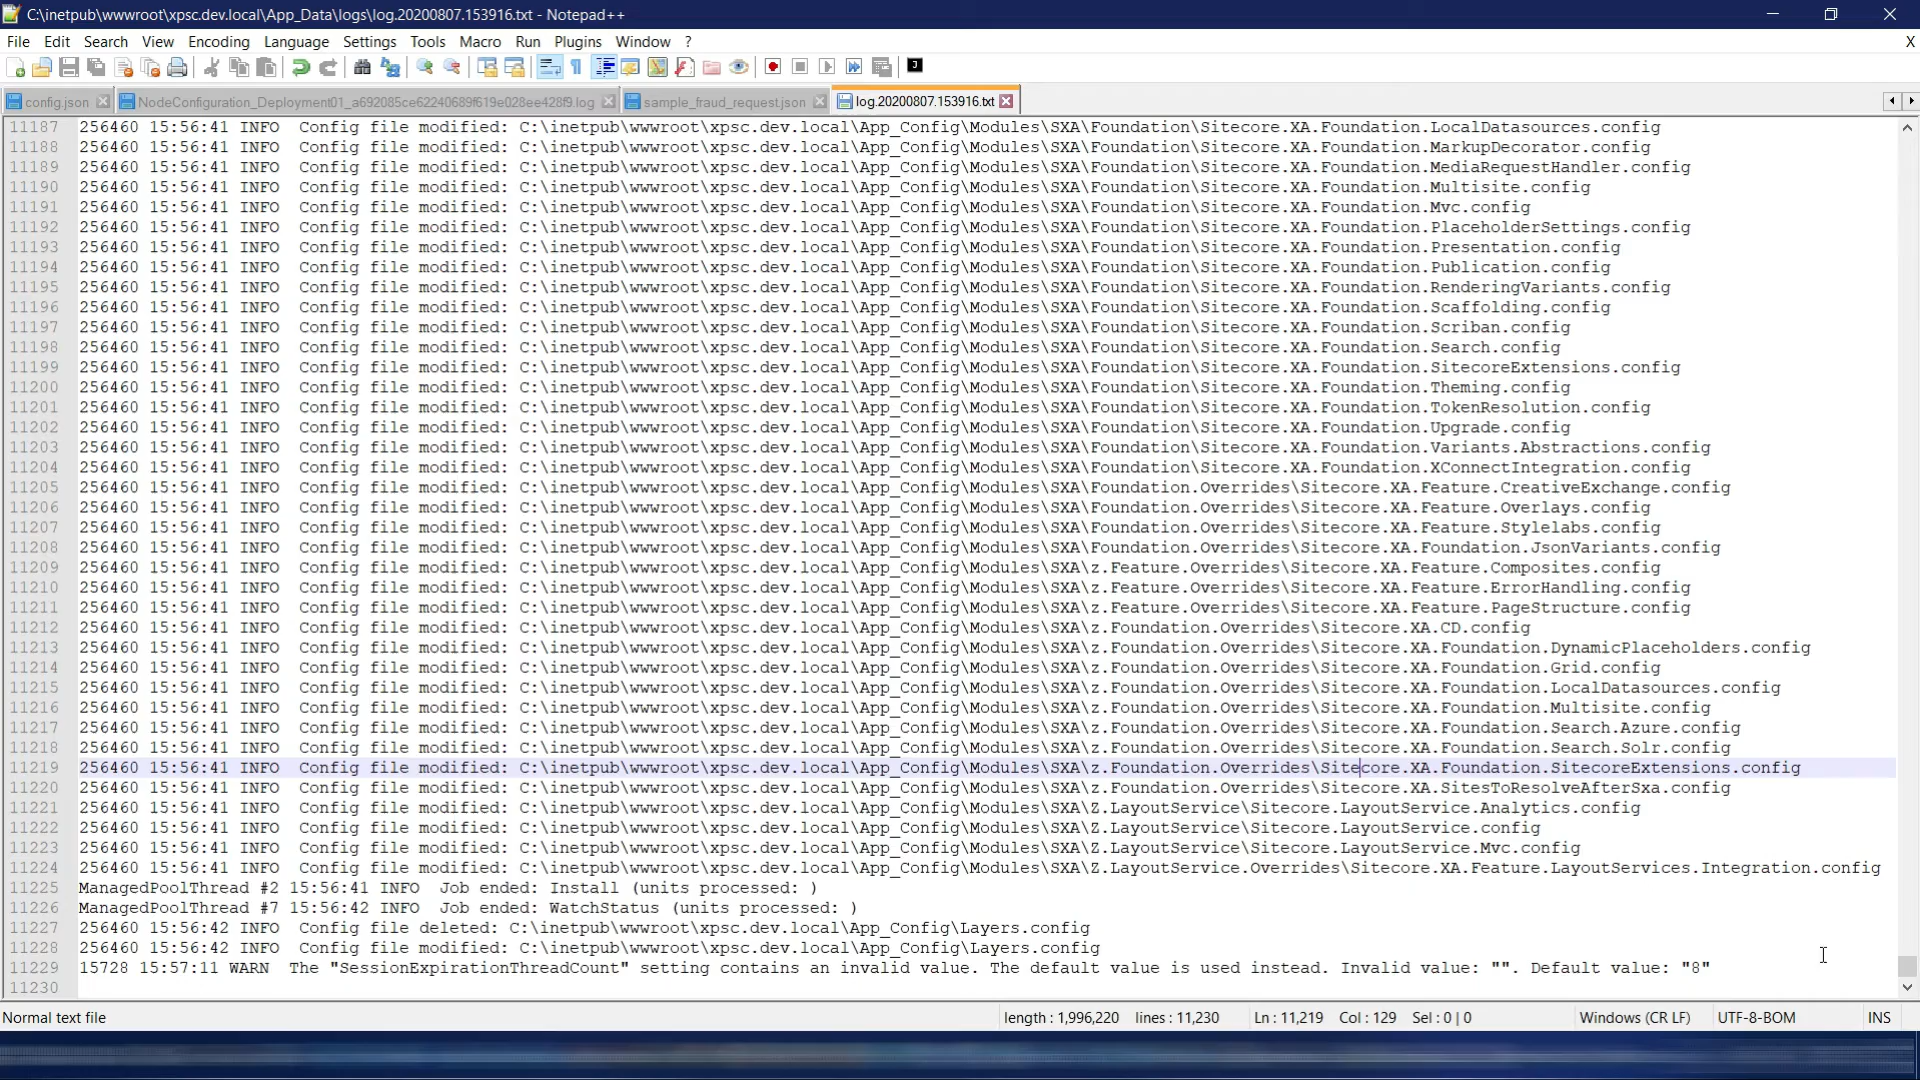 C:\inetpub\wwwroot\xpsc.dev.local\App_Data\logs\log.20200807.153916.txt - Notepad++
File Edit Search View Encoding Language Settings Tools Macro Run Plugins Window ? X
config.json NodeConfiguration_Deployment01_a692085ce62240689f619e028ee428f9.log sample_fraud_request.json log.20200807.153916.txt
11187 256460 15:56:41 INFO Config file modified: C:\inetpub\wwwroot\xpsc.dev.local\App_Config\Modules\SXA\Foundation\Sitecore.XA.Foundation.LocalDatasources.config
11188 256460 15:56:41 INFO Config file modified: C:\inetpub\wwwroot\xpsc.dev.local\App_Config\Modules\SXA\Foundation\Sitecore.XA.Foundation.MarkupDecorator.config
11189 256460 15:56:41 INFO Config file modified: C:\inetpub\wwwroot\xpsc.dev.local\App_Config\Modules\SXA\Foundation\Sitecore.XA.Foundation.MediaRequestHandler.config
11190 256460 15:56:41 INFO Config file modified: C:\inetpub\wwwroot\xpsc.dev.local\App_Config\Modules\SXA\Foundation\Sitecore.XA.Foundation.Multisite.config
11191 256460 15:56:41 INFO Config file modified: C:\inetpub\wwwroot\xpsc.dev.local\App_Config\Modules\SXA\Foundation\Sitecore.XA.Foundation.Mvc.config
11192 256460 15:56:41 INFO Config file modified: C:\inetpub\wwwroot\xpsc.dev.local\App_Config\Modules\SXA\Foundation\Sitecore.XA.Foundation.PlaceholderSettings.config
11193 256460 15:56:41 INFO Config file modified: C:\inetpub\wwwroot\xpsc.dev.local\App_Config\Modules\SXA\Foundation\Sitecore.XA.Foundation.Presentation.config
11194 256460 15:56:41 INFO Config file modified: C:\inetpub\wwwroot\xpsc.dev.local\App_Config\Modules\SXA\Foundation\Sitecore.XA.Foundation.Publication.config
11195 256460 15:56:41 INFO Config file modified: C:\inetpub\wwwroot\xpsc.dev.local\App_Config\Modules\SXA\Foundation\Sitecore.XA.Foundation.RenderingVariants.config
11196 256460 15:56:41 INFO Config file modified: C:\inetpub\wwwroot\xpsc.dev.local\App_Config\Modules\SXA\Foundation\Sitecore.XA.Foundation.Scaffolding.config
11197 256460 15:56:41 INFO Config file modified: C:\inetpub\wwwroot\xpsc.dev.local\App_Config\Modules\SXA\Foundation\Sitecore.XA.Foundation.Scriban.config
11198 256460 15:56:41 INFO Config file modified: C:\inetpub\wwwroot\xpsc.dev.local\App_Config\Modules\SXA\Foundation\Sitecore.XA.Foundation.Search.config
11199 256460 15:56:41 INFO Config file modified: C:\inetpub\wwwroot\xpsc.dev.local\App_Config\Modules\SXA\Foundation\Sitecore.XA.Foundation.SitecoreExtensions.config
11200 256460 15:56:41 INFO Config file modified: C:\inetpub\wwwroot\xpsc.dev.local\App_Config\Modules\SXA\Foundation\Sitecore.XA.Foundation.Theming.config
11201 256460 15:56:41 INFO Config file modified: C:\inetpub\wwwroot\xpsc.dev.local\App_Config\Modules\SXA\Foundation\Sitecore.XA.Foundation.TokenResolution.config
11202 256460 15:56:41 INFO Config file modified: C:\inetpub\wwwroot\xpsc.dev.local\App_Config\Modules\SXA\Foundation\Sitecore.XA.Foundation.Upgrade.config
11203 256460 15:56:41 INFO Config file modified: C:\inetpub\wwwroot\xpsc.dev.local\App_Config\Modules\SXA\Foundation\Sitecore.XA.Foundation.Variants.Abstractions.config
11204 256460 15:56:41 INFO Config file modified: C:\inetpub\wwwroot\xpsc.dev.local\App_Config\Modules\SXA\Foundation\Sitecore.XA.Foundation.XConnectIntegration.config
11205 256460 15:56:41 INFO Config file modified: C:\inetpub\wwwroot\xpsc.dev.local\App_Config\Modules\SXA\Foundation.Overrides\Sitecore.XA.Feature.CreativeExchange.config
11206 256460 15:56:41 INFO Config file modified: C:\inetpub\wwwroot\xpsc.dev.local\App_Config\Modules\SXA\Foundation.Overrides\Sitecore.XA.Feature.Overlays.config
11207 256460 15:56:41 INFO Config file modified: C:\inetpub\wwwroot\xpsc.dev.local\App_Config\Modules\SXA\Foundation.Overrides\Sitecore.XA.Feature.Stylelabs.config
11208 256460 15:56:41 INFO Config file modified: C:\inetpub\wwwroot\xpsc.dev.local\App_Config\Modules\SXA\Foundation.Overrides\Sitecore.XA.Foundation.JsonVariants.config
11209 256460 15:56:41 INFO Config file modified: C:\inetpub\wwwroot\xpsc.dev.local\App_Config\Modules\SXA\z.Feature.Overrides\Sitecore.XA.Feature.Composites.config
11210 256460 15:56:41 INFO Config file modified: C:\inetpub\wwwroot\xpsc.dev.local\App_Config\Modules\SXA\z.Feature.Overrides\Sitecore.XA.Feature.ErrorHandling.config
11211 256460 15:56:41 INFO Config file modified: C:\inetpub\wwwroot\xpsc.dev.local\App_Config\Modules\SXA\z.Feature.Overrides\Sitecore.XA.Feature.PageStructure.config
11212 256460 15:56:41 INFO Config file modified: C:\inetpub\wwwroot\xpsc.dev.local\App_Config\Modules\SXA\z.Foundation.Overrides\Sitecore.XA.CD.config
11213 256460 15:56:41 INFO Config file modified: C:\inetpub\wwwroot\xpsc.dev.local\App_Config\Modules\SXA\z.Foundation.Overrides\Sitecore.XA.Foundation.DynamicPlaceholders.config
11214 256460 15:56:41 INFO Config file modified: C:\inetpub\wwwroot\xpsc.dev.local\App_Config\Modules\SXA\z.Foundation.Overrides\Sitecore.XA.Foundation.Grid.config
11215 256460 15:56:41 INFO Config file modified: C:\inetpub\wwwroot\xpsc.dev.local\App_Config\Modules\SXA\z.Foundation.Overrides\Sitecore.XA.Foundation.LocalDatasources.config
11216 256460 15:56:41 INFO Config file modified: C:\inetpub\wwwroot\xpsc.dev.local\App_Config\Modules\SXA\z.Foundation.Overrides\Sitecore.XA.Foundation.Multisite.config
11217 256460 15:56:41 INFO Config file modified: C:\inetpub\wwwroot\xpsc.dev.local\App_Config\Modules\SXA\z.Foundation.Overrides\Sitecore.XA.Foundation.Search.Azure.config
11218 256460 15:56:41 INFO Config file modified: C:\inetpub\wwwroot\xpsc.dev.local\App_Config\Modules\SXA\z.Foundation.Overrides\Sitecore.XA.Foundation.Search.Solr.config
11219 256460 15:56:41 INFO Config file modified: C:\inetpub\wwwroot\xpsc.dev.local\App_Config\Modules\SXA\z.Foundation.Overrides\Sitecore.XA.Foundation.SitecoreExtensions.config
11220 256460 15:56:41 INFO Config file modified: C:\inetpub\wwwroot\xpsc.dev.local\App_Config\Modules\SXA\z.Foundation.Overrides\Sitecore.XA.SitesToResolveAfterSxa.config
11221 256460 15:56:41 INFO Config file modified: C:\inetpub\wwwroot\xpsc.dev.local\App_Config\Modules\SXA\Z.LayoutService\Sitecore.LayoutService.Analytics.config
11222 256460 15:56:41 INFO Config file modified: C:\inetpub\wwwroot\xpsc.dev.local\App_Config\Modules\SXA\Z.LayoutService\Sitecore.LayoutService.config
11223 256460 15:56:41 INFO Config file modified: C:\inetpub\wwwroot\xpsc.dev.local\App_Config\Modules\SXA\Z.LayoutService\Sitecore.LayoutService.Mvc.config
11224 256460 15:56:41 INFO Config file modified: C:\inetpub\wwwroot\xpsc.dev.local\App_Config\Modules\SXA\Z.LayoutService.Overrides\Sitecore.XA.Feature.LayoutServices.Integration.config
11225 ManagedPoolThread #2 15:56:41 INFO Job ended: Install (units processed: )
11226 ManagedPoolThread #7 15:56:42 INFO Job ended: WatchStatus (units processed: )
11227 256460 15:56:42 INFO Config file deleted: C:\inetpub\wwwroot\xpsc.dev.local\App_Config\Layers.config
11228 256460 15:56:42 INFO Config file modified: C:\inetpub\wwwroot\xpsc.dev.local\App_Config\Layers.config
11229 15728 15:57:11 WARN The "SessionExpirationThreadCount" setting contains an invalid value. The default value is used instead. Invalid value: "". Default value: "8"
11230
Normal text file length : 1,996,220 lines : 11,230 Ln : 11,219 Col : 129 Sel : 0 | 0 Windows (CR LF) UTF-8-BOM INS